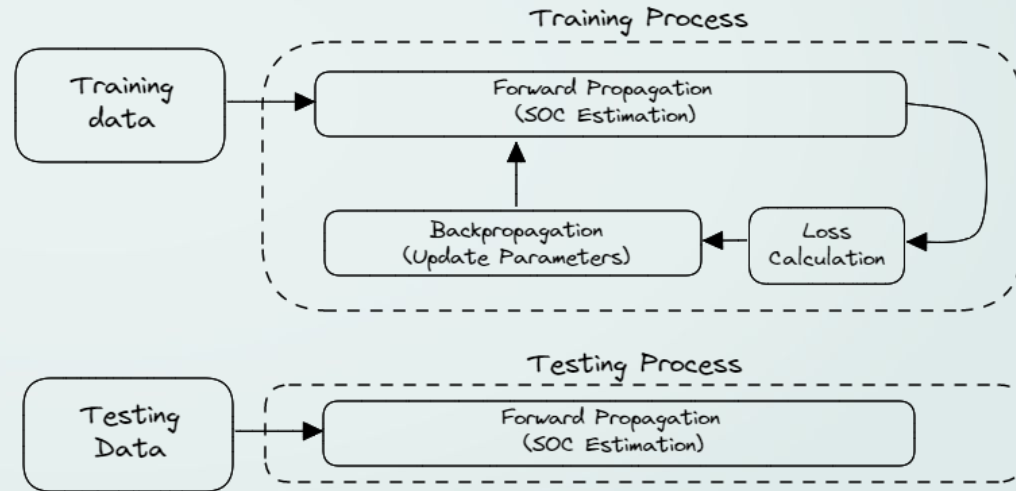 Training Process
Training
data
Forward Propagation
(SOC Estimation)
Backpropagation
(Update Parameters)
Loss
Calculation
Testing Process
Testing
Data
Forward Propagation
(SOC Estimation)